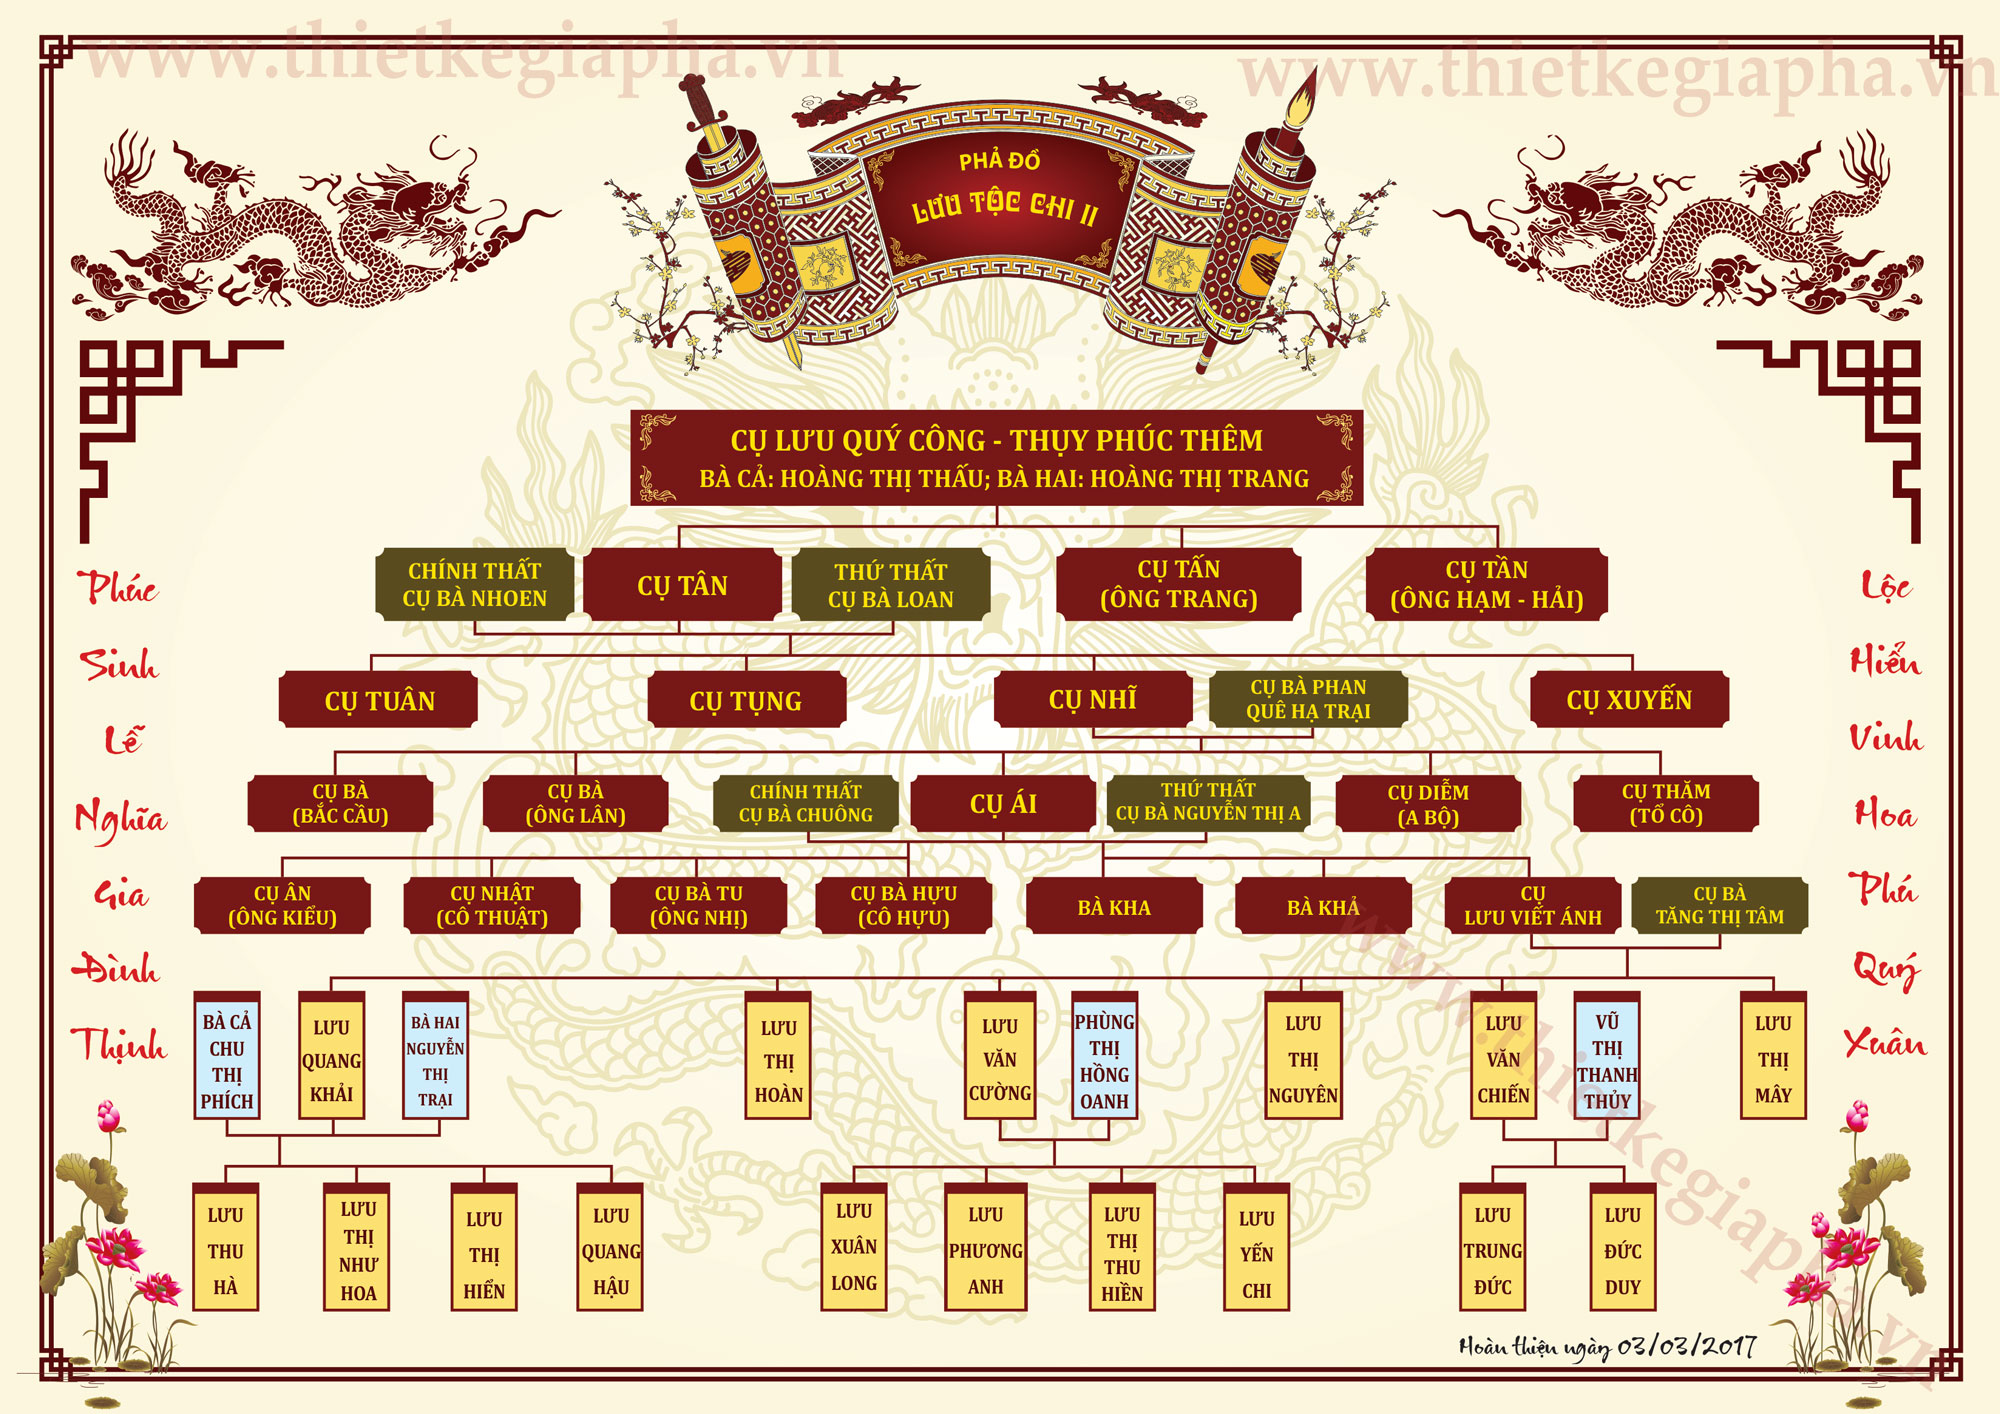 www.thietkegiapha.vn
www.thietkegiapha.vn
PHẢ ĐỒ
LƯU TỘC CHI II
CỤ LƯU QUÝ CÔNG - THỤY PHÚC THÊM
BÀ CẢ: HOÀNG THỊ THẤU; BÀ HAI: HOÀNG THỊ TRANG
CHÍNH THẤT
CỤ BÀ NHOEN
CỤ TÂN
THỨ THẤT
CỤ BÀ LOAN
CỤ TẤN
(ÔNG TRANG)
CỤ TẦN
(ÔNG HẠM - HẢI)
CỤ TUÂN
CỤ TỤNG
CỤ NHĨ
CỤ BÀ PHAN
QUÊ HẠ TRẠI
CỤ XUYẾN
CỤ BÀ
(BẮC CẦU)
CỤ BÀ
(ÔNG LÂN)
CHÍNH THẤT
CỤ BÀ CHUÔNG
CỤ ÁI
THỨ THẤT
CỤ BÀ NGUYỄN THỊ A
CỤ DIỄM
(A BỘ)
CỤ THĂM
(TỔ CÔ)
CỤ ÂN
(ÔNG KIỂU)
CỤ NHẬT
(CÔ THUẬT)
CỤ BÀ TU
(ÔNG NHỊ)
CỤ BÀ HỰU
(CÔ HỰU)
BÀ KHA
BÀ KHẢ
CỤ
LƯU VIẾT ÁNH
CỤ BÀ
TĂNG THỊ TÂM
BÀ CẢ
CHU
THỊ
PHÍCH
LƯU
QUANG
KHẢI
BÀ HAI
NGUYỄN
THỊ
TRẠI
LƯU
THỊ
HOÀN
LƯU
VĂN
CƯỜNG
PHÙNG
THỊ
HỒNG
OANH
LƯU
THỊ
NGUYÊN
LƯU
VĂN
CHIẾN
VŨ
THỊ
THANH
THỦY
LƯU
THỊ
MÂY
LƯU
THU
HÀ
LƯU
THỊ
NHƯ
HOA
LƯU
THỊ
HIỂN
LƯU
QUANG
HẬU
LƯU
XUÂN
LONG
LƯU
PHƯƠNG
ANH
LƯU
THỊ
THU
HIỀN
LƯU
YẾN
CHI
LƯU
TRUNG
ĐỨC
LƯU
ĐỨC
DUY
Phúc
Sinh
Lễ
Nghĩa
Gia
Đình
Thịnh
Lộc
Hiển
Vinh
Hoa
Phú
Quý
Xuân
www.thietkegiapha.vn
Hoàn thiện ngày 03/03/2017